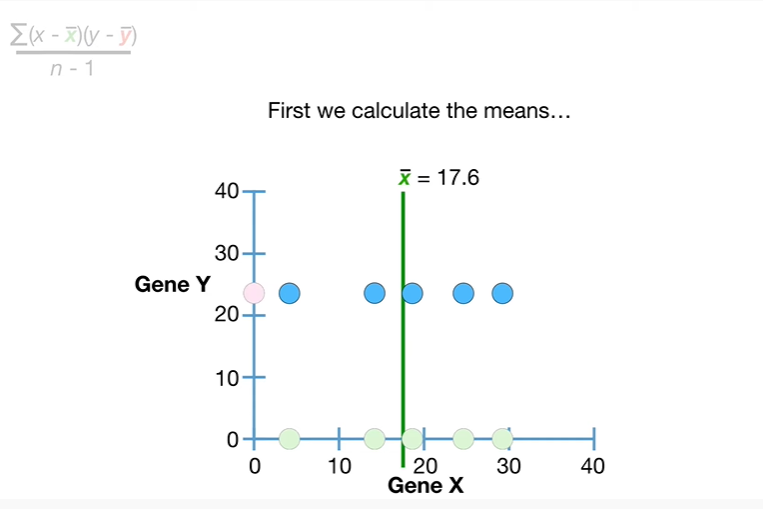 ∑(x - x̄)(y - ȳ)
n - 1
First we calculate the means...
x̄ = 17.6
40
30
Gene Y
20
10
0
0 10 20 30 40
Gene X